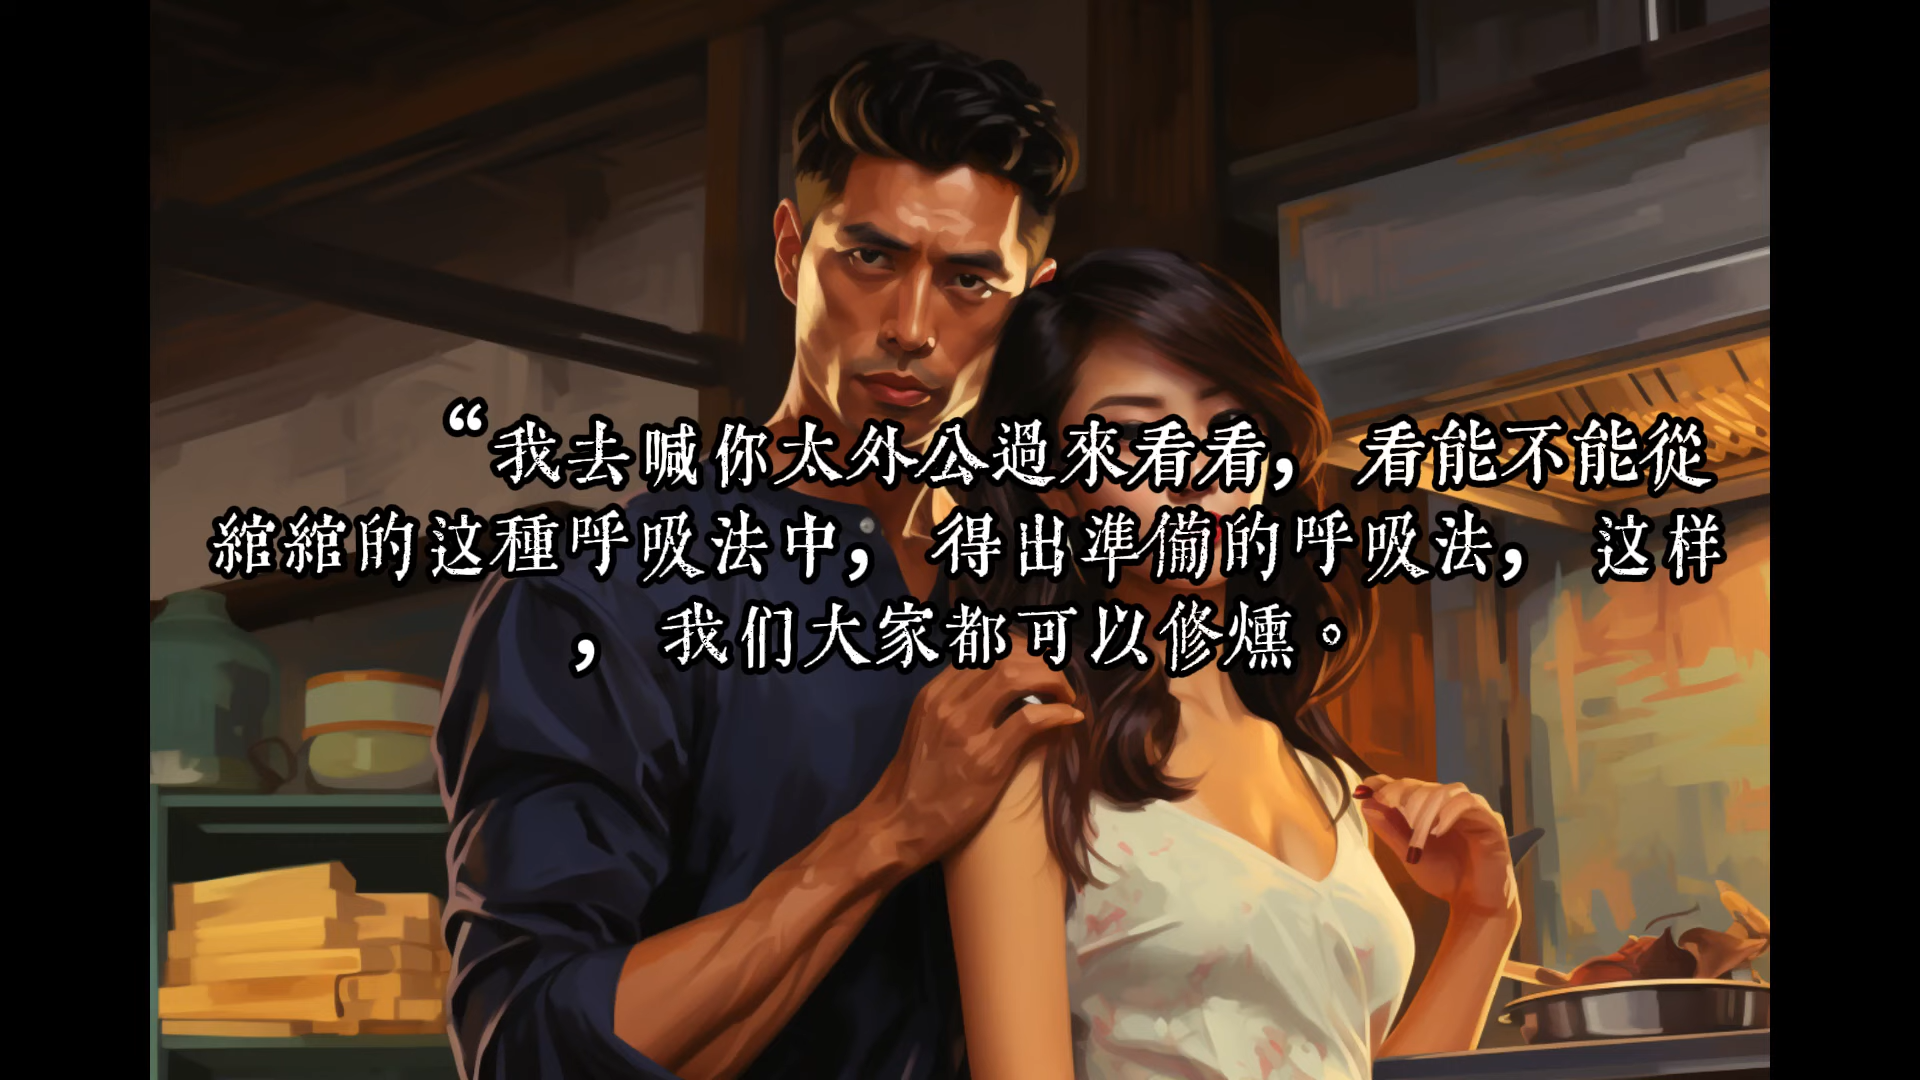 “我去喊你太外公過來看看， 看能不能從
綰綰的这種呼吸法中， 得出準備的呼吸法， 这样
， 我们大家都可以修燻。